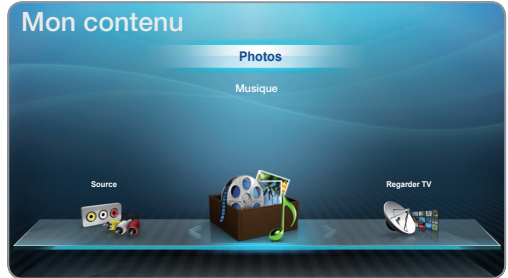 Mon contenu
Photos
Musique
Source
Regarder TV